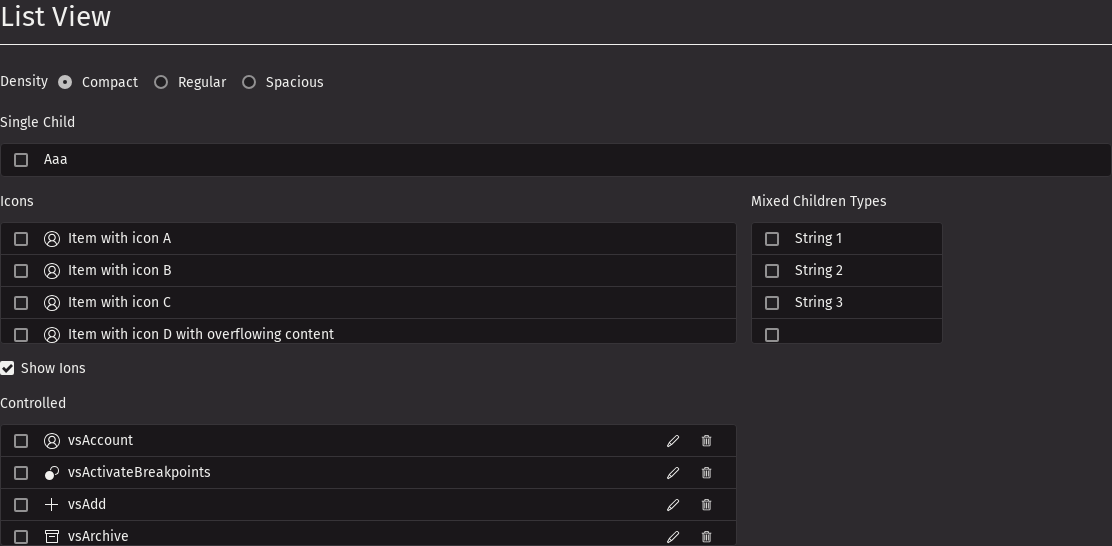 List View
Density Compact Regular Spacious
Single Child
Aaa
Icons
Item with icon A
Item with icon B
Item with icon C
Item with icon D with overflowing content
Mixed Children Types
String 1
String 2
String 3
Show Ions
Controlled
vsAccount
vsActivateBreakpoints
vsAdd
vsArchive